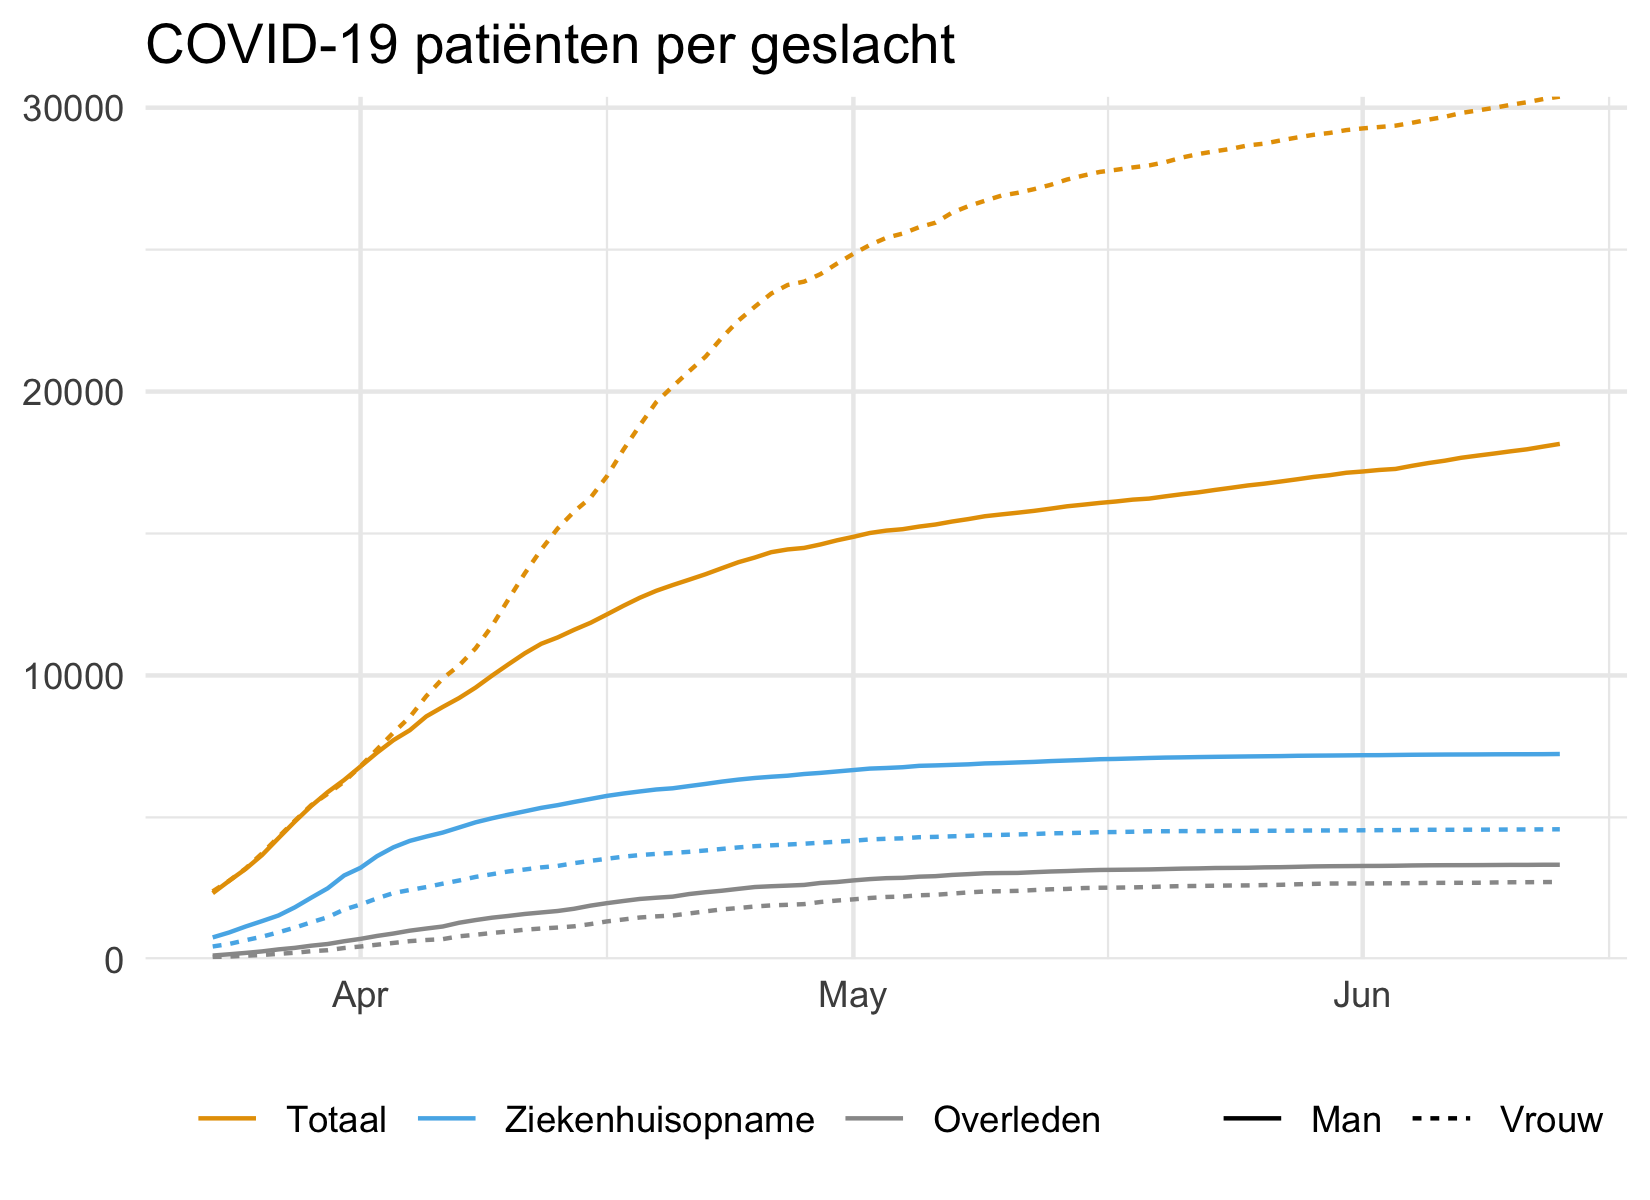 COVID-19 patiënten per geslacht
30000
20000
10000
0
Apr May Jun
Totaal Ziekenhuisopname Overleden Man Vrouw